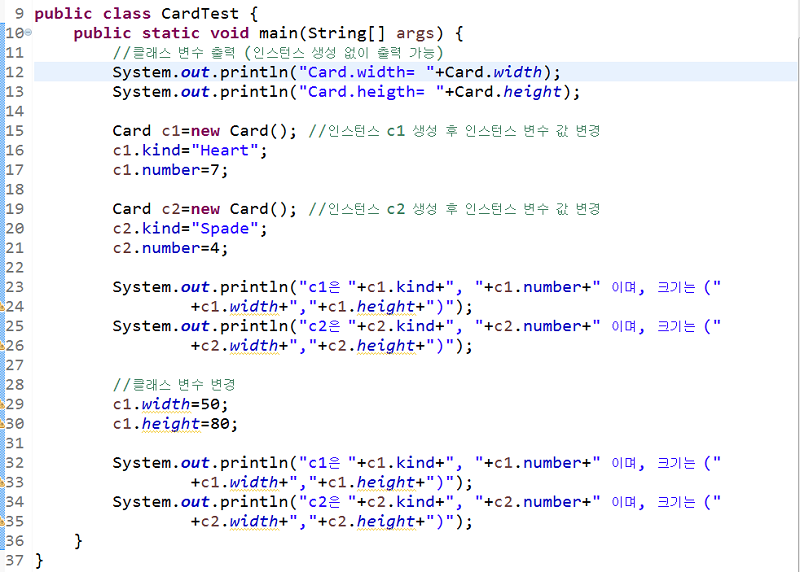 9 public class CardTest {
10 public static void main(String[] args) {
11 //클래스 변수 출력 (인스턴스 생성 없이 출력 가능)
12 System.out.println("Card.width= "+Card.width);
13 System.out.println("Card.heigth= "+Card.height);
14
15 Card c1=new Card(); //인스턴스 c1 생성 후 인스턴스 변수 값 변경
16 c1.kind="Heart";
17 c1.number=7;
18
19 Card c2=new Card(); //인스턴스 c2 생성 후 인스턴스 변수 값 변경
20 c2.kind="Spade";
21 c2.number=4;
22
23 System.out.println("c1은 "+c1.kind+", "+c1.number+" 이며, 크기는 ("
24 +c1.width+","+c1.height+")");
25 System.out.println("c2은 "+c2.kind+", "+c2.number+" 이며, 크기는 ("
26 +c2.width+","+c2.height+")");
27
28 //클래스 변수 변경
29 c1.width=50;
30 c1.height=80;
31
32 System.out.println("c1은 "+c1.kind+", "+c1.number+" 이며, 크기는 ("
33 +c1.width+","+c1.height+")");
34 System.out.println("c2은 "+c2.kind+", "+c2.number+" 이며, 크기는 ("
35 +c2.width+","+c2.height+")");
36 }
37 }